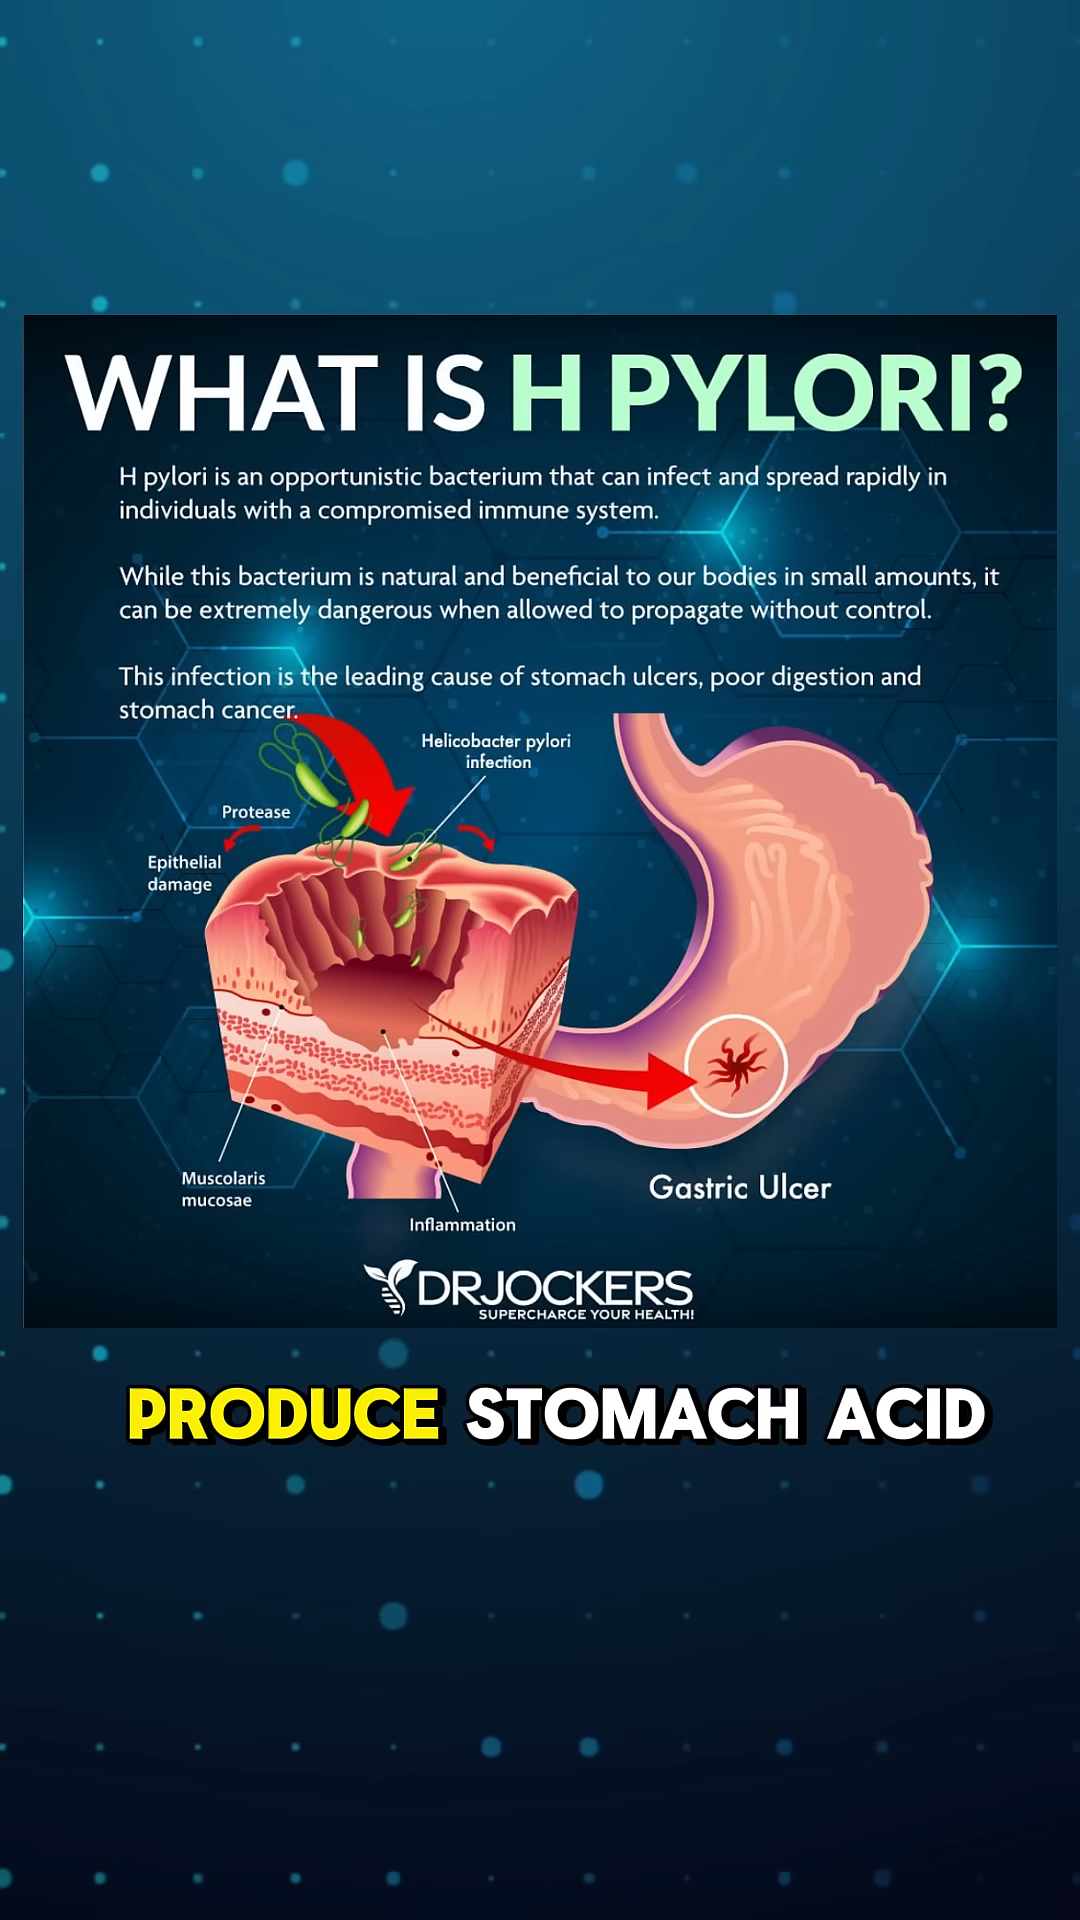 WHAT IS H PYLORI?
H pylori is an opportunistic bacterium that can infect and spread rapidly in
individuals with a compromised immune system.
While this bacterium is natural and beneficial to our bodies in small amounts, it
can be extremely dangerous when allowed to propagate without control.
This infection is the leading cause of stomach ulcers, poor digestion and
stomach cancer.
Helicobacter pylori
infection
Protease
Epithelial
damage
Muscolaris
mucosae
Inflammation
Gastric Ulcer
DRJOCKERS
SUPERCHARGE YOUR HEALTH!
PRODUCE STOMACH ACID